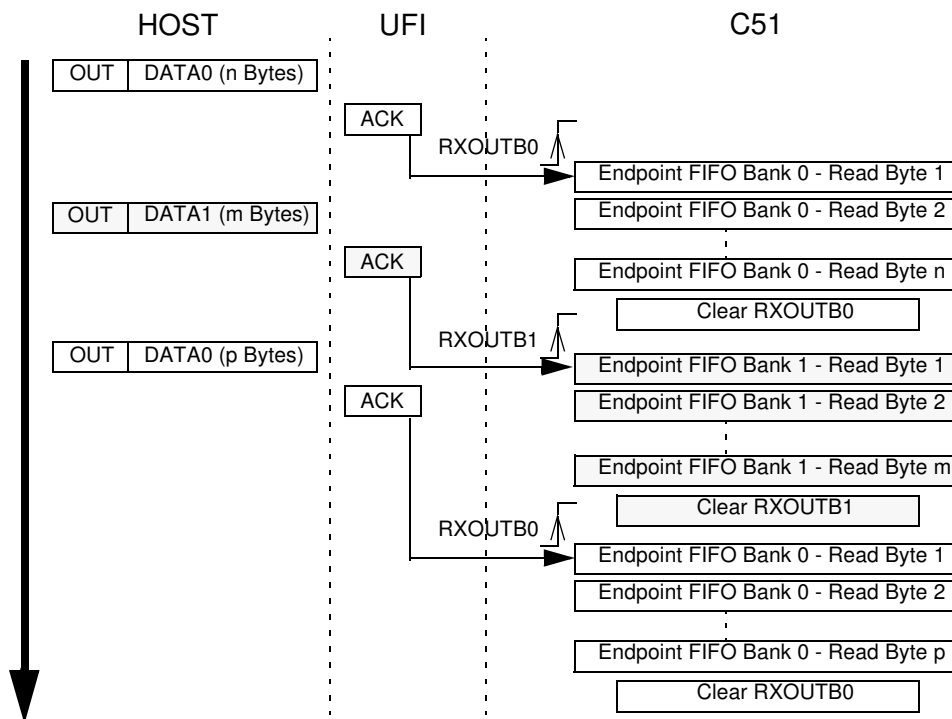 HOST UFI C51
OUT DATA0 (n Bytes)
ACK
RXOUTB0
Endpoint FIFO Bank 0 - Read Byte 1
OUT DATA1 (m Bytes)
Endpoint FIFO Bank 0 - Read Byte 2
ACK
Endpoint FIFO Bank 0 - Read Byte n
Clear RXOUTB0
RXOUTB1
OUT DATA0 (p Bytes)
Endpoint FIFO Bank 1 - Read Byte 1
ACK
Endpoint FIFO Bank 1 - Read Byte 2
Endpoint FIFO Bank 1 - Read Byte m
Clear RXOUTB1
RXOUTB0
Endpoint FIFO Bank 0 - Read Byte 1
Endpoint FIFO Bank 0 - Read Byte 2
Endpoint FIFO Bank 0 - Read Byte p
Clear RXOUTB0